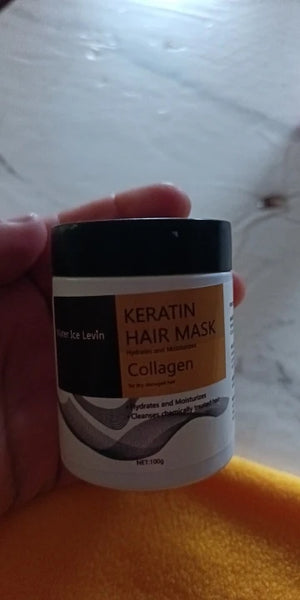 Water Ice Levin
KERATIN
HAIR MASK
Hydrates and Moisturizes
Collagen
for dry, damaged hair
•Hydrates and Moisturizes
•Cleanses chemically treated hair
NET:100g